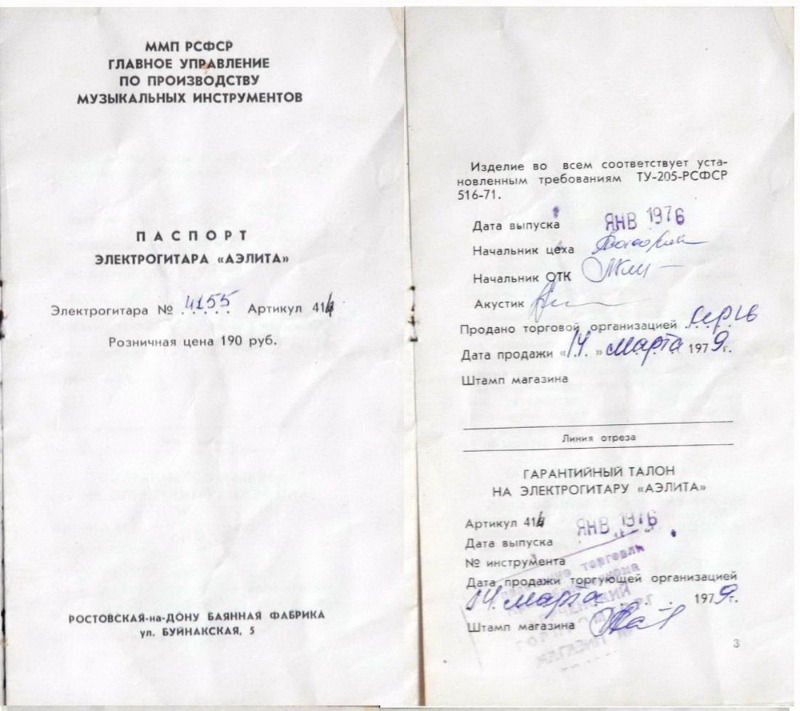 ММП РСФСР
ГЛАВНОЕ УПРАВЛЕНИЕ
ПО ПРОИЗВОДСТВУ
МУЗЫКАЛЬНЫХ ИНСТРУМЕНТОВ
ПАСПОРТ
ЭЛЕКТРОГИТАРА «АЭЛИТА»
Электрогитара № 4155 Артикул 414
Розничная цена 190 руб.
РОСТОВСКАЯ-на-ДОНУ БАЯННАЯ ФАБРИКА
ул. БУЙНАКСКАЯ, 5
Изделие во всем соответствует уста-
новленным требованиям ТУ-205-РСФСР
516-71.
Дата выпуска ЯНВ 1976
Начальник цеха
Начальник ОТК
Акустик
Продано торговой организацией
Дата продажи «14» марта 1979 г.
Штамп магазина
Линия отреза
ГАРАНТИЙНЫЙ ТАЛОН
НА ЭЛЕКТРОГИТАРУ «АЭЛИТА»
Артикул 414 ЯНВ 1976
Дата выпуска
№ инструмента
Дата продажи торгующей организацией
14 марта 1979 г.
Штамп магазина
3